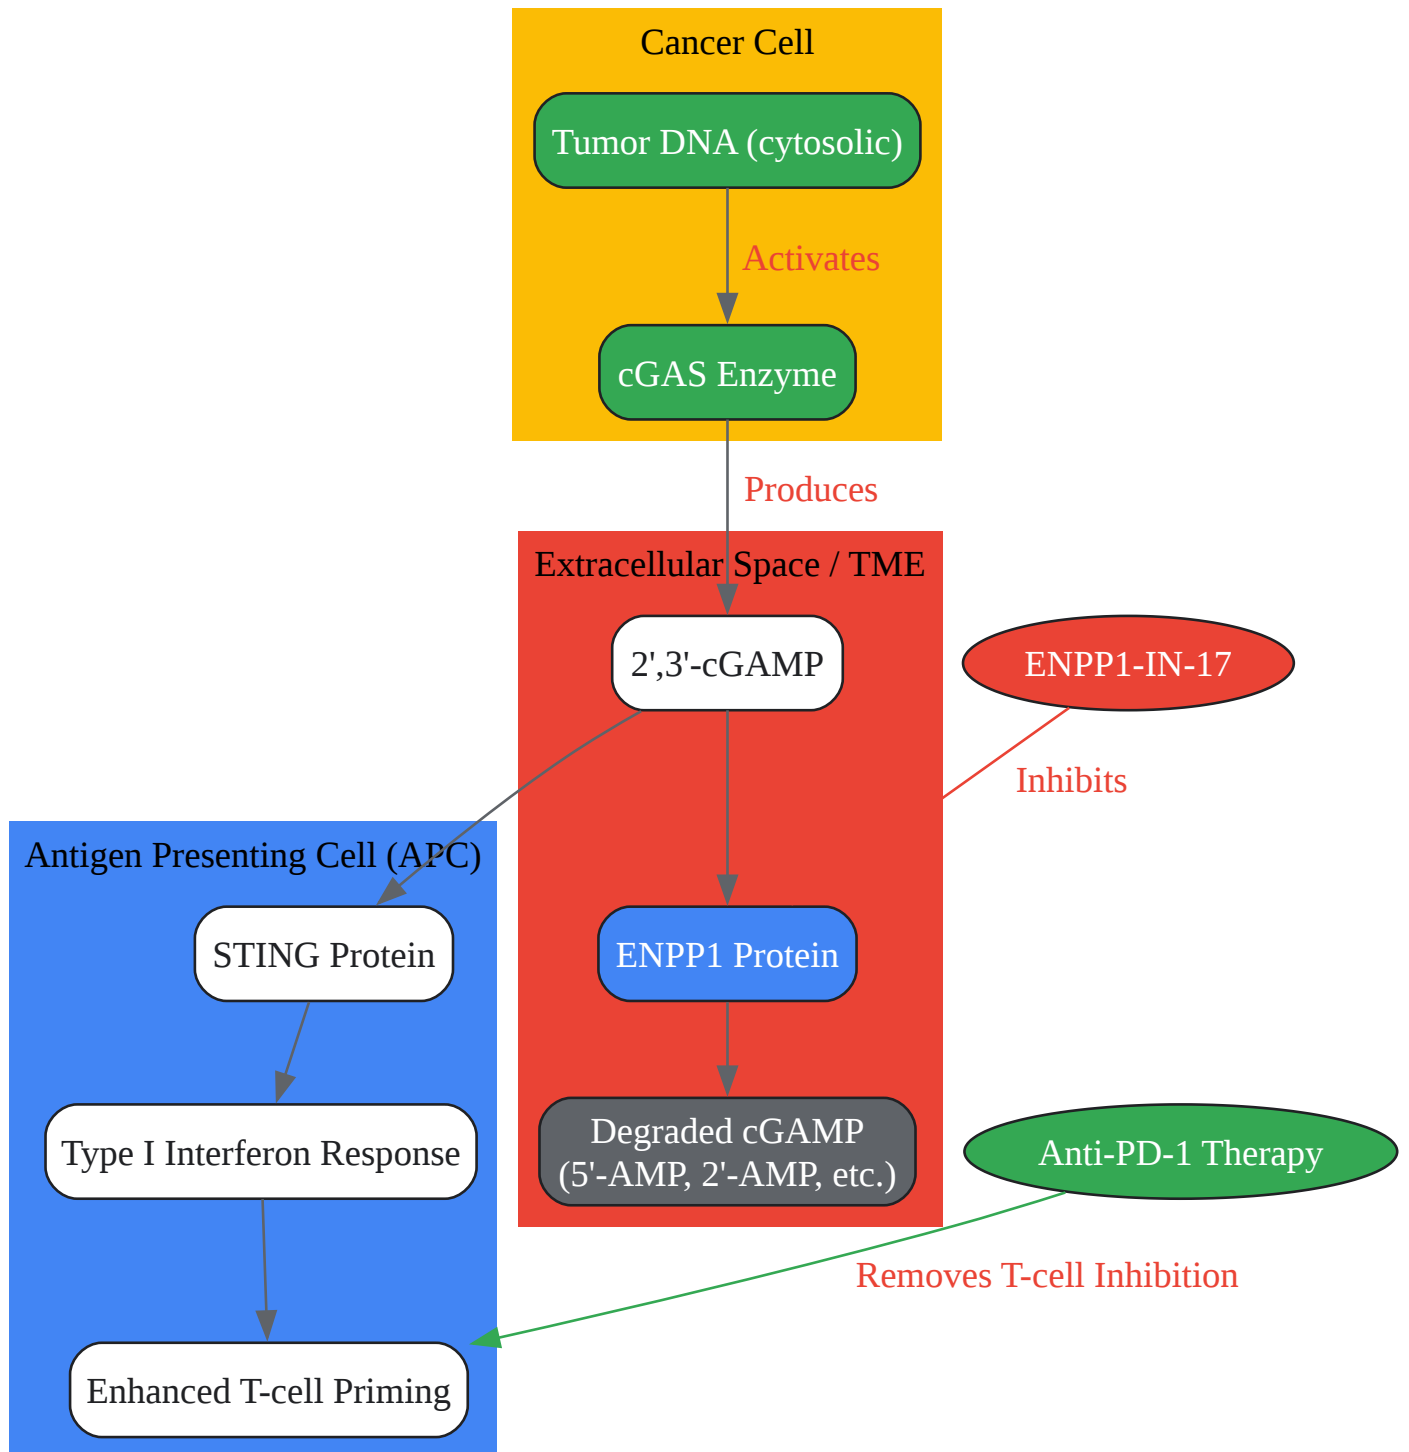 Cancer Cell
Tumor DNA (cytosolic)
Activates
cGAS Enzyme
Produces
Extracellular Space / TME
2',3'-cGAMP
ENPP1-IN-17
Inhibits
Antigen Presenting Cell (APC)
STING Protein
ENPP1 Protein
Type I Interferon Response
Degraded cGAMP
(5'-AMP, 2'-AMP, etc.)
Anti-PD-1 Therapy
Removes T-cell Inhibition
Enhanced T-cell Priming